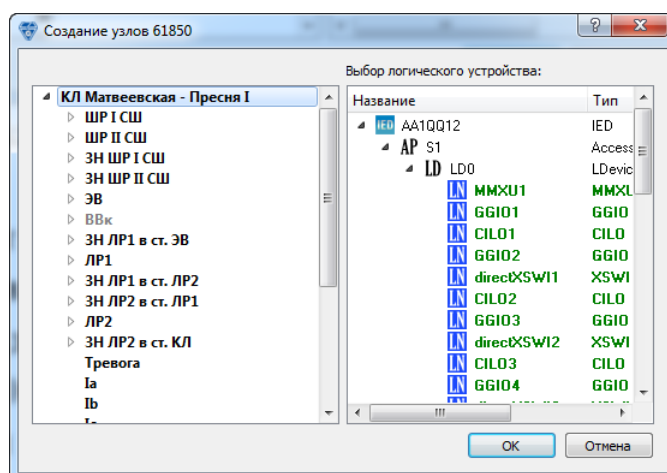 Создание узлов 61850
Выбор логического устройства:
КЛ Матвеевская - Пресня I
ШР I СШ
ШР II СШ
ЗН ШР I СШ
ЗН ШР II СШ
ЭВ
ВВк
ЗН ЛР1 в ст. ЭВ
ЛР1
ЗН ЛР1 в ст. ЛР2
ЗН ЛР2 в ст. ЛР1
ЛР2
ЗН ЛР2 в ст. КЛ
Тревога
Ia
Ib
Название Тип
IED AA1QQ12 IED
AP S1 Access
LD LD0 LDevic
LN MMXU1 MMXU
LN GGIO1 GGIO
LN CILO1 CILO
LN GGIO2 GGIO
LN directXSWI1 XSWI
LN CILO2 CILO
LN GGIO3 GGIO
LN directXSWI2 XSWI
LN CILO3 CILO
LN GGIO4 GGIO
OK Отмена